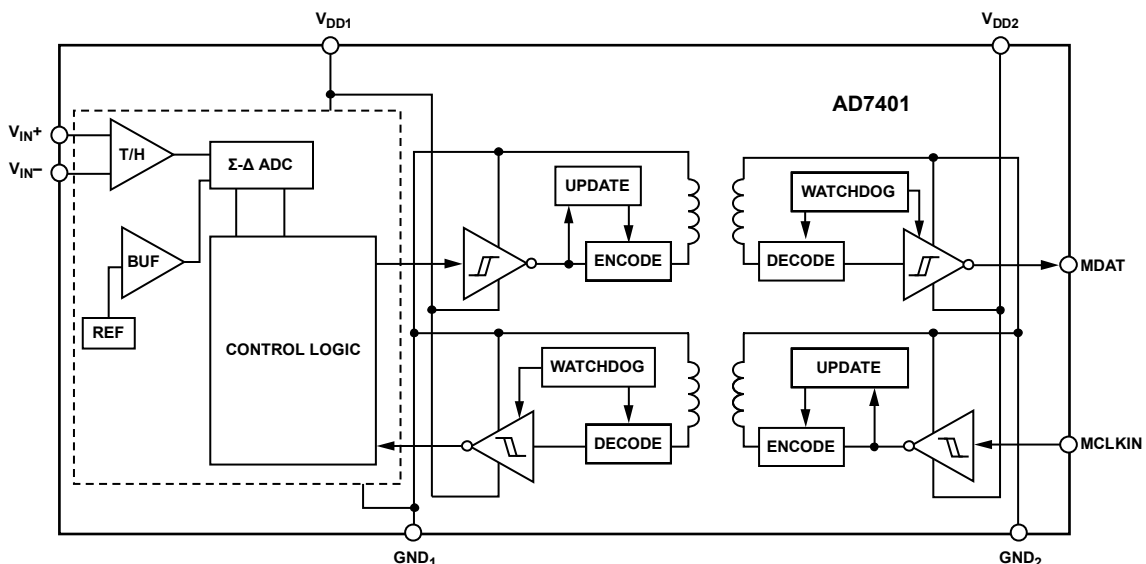 VDD1
VDD2
AD7401
VIN+
VIN–
T/H
Σ-Δ ADC
BUF
REF
CONTROL LOGIC
UPDATE
ENCODE
WATCHDOG
DECODE
MDAT
WATCHDOG
DECODE
UPDATE
ENCODE
MCLKIN
GND1
GND2